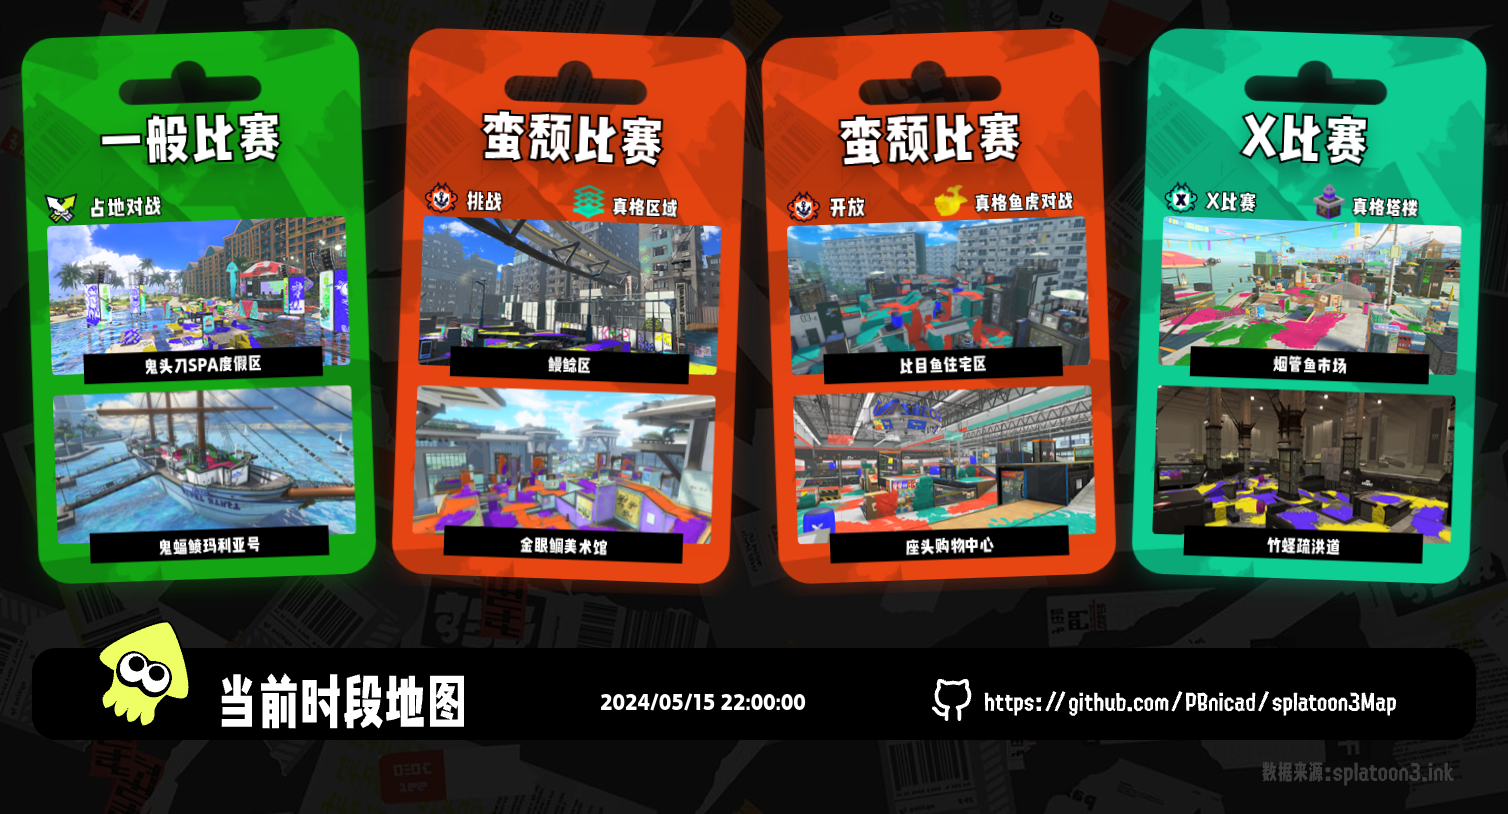 一般比赛
占地对战
鬼头刀SPA度假区
鬼蝠鲼玛利亚号
蛮颓比赛
挑战
真格区域
鳗鲶区
金眼鲷美术馆
蛮颓比赛
开放
真格鱼虎对战
比目鱼住宅区
座头购物中心
X比赛
X比赛
真格塔楼
烟管鱼市场
竹蛏疏洪道
当前时段地图
2024/05/15 22:00:00
https://github.com/PBnicad/splatoon3Map
数据来源:splatoon3.ink